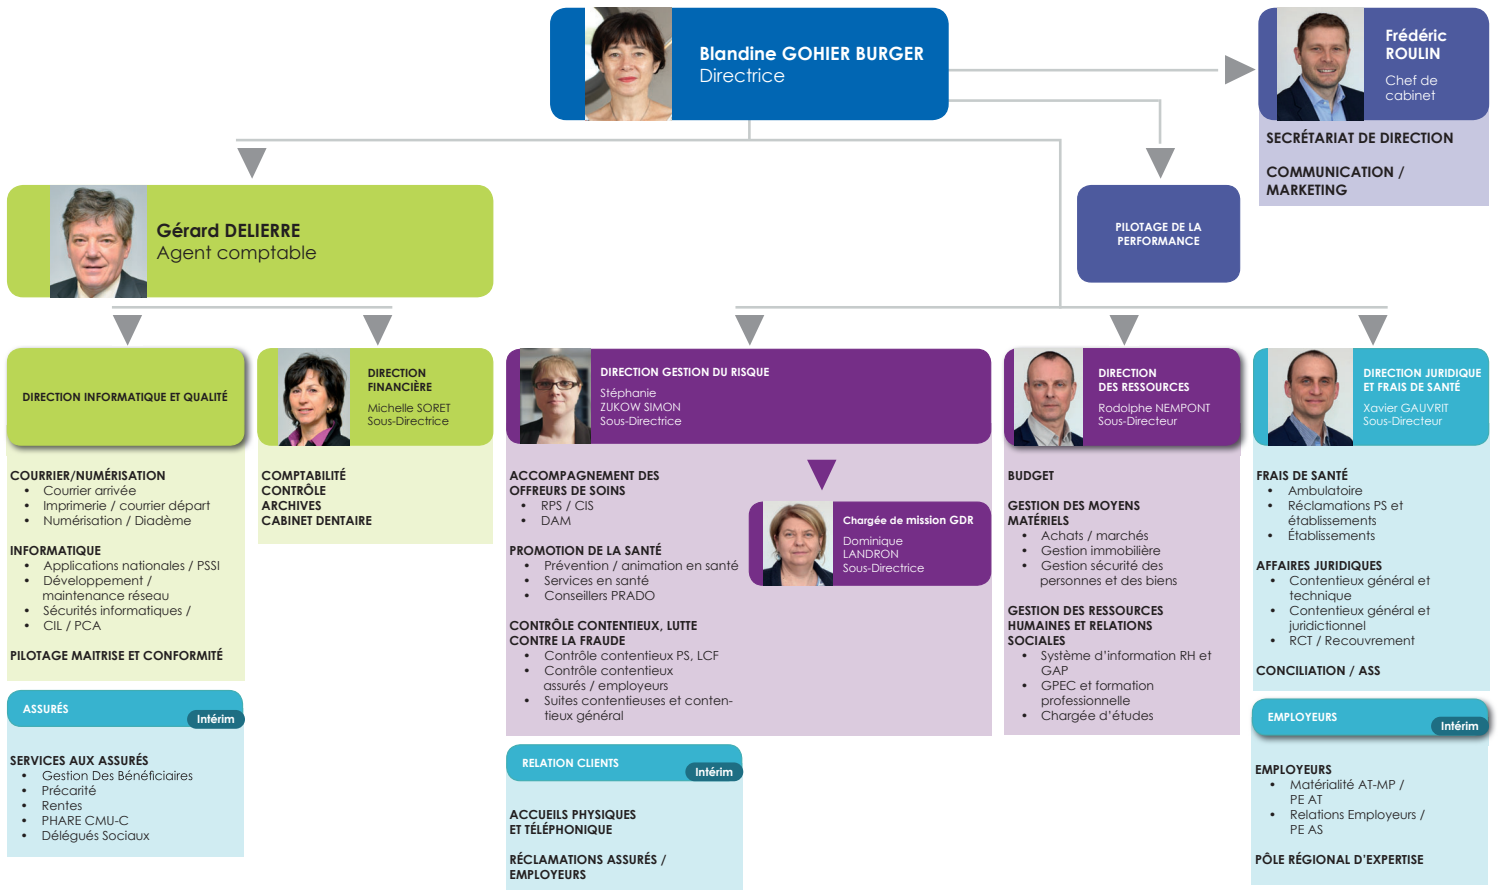 Blandine GOHIER BURGER
Directrice
Frédéric
ROULIN
Chef de
cabinet
SECRÉTARIAT DE DIRECTION
COMMUNICATION /
MARKETING
PILOTAGE DE LA
PERFORMANCE
Gérard DELIERRE
Agent comptable
DIRECTION INFORMATIQUE ET QUALITÉ
COURRIER/NUMÉRISATION
• Courrier arrivée
• Imprimerie / courrier départ
• Numérisation / Diadème
INFORMATIQUE
• Applications nationales / PSSI
• Développement /
maintenance réseau
• Sécurités informatiques /
• CIL / PCA
PILOTAGE MAITRISE ET CONFORMITÉ
ASSURÉS
Intérim
SERVICES AUX ASSURÉS
• Gestion Des Bénéficiaires
• Précarité
• Rentes
• PHARE CMU-C
• Délégués Sociaux
DIRECTION
FINANCIÈRE
Michelle SORET
Sous-Directrice
COMPTABILITÉ
CONTRÔLE
ARCHIVES
CABINET DENTAIRE
DIRECTION GESTION DU RISQUE
Stéphanie
ZUKOW SIMON
Sous-Directrice
ACCOMPAGNEMENT DES
OFFREURS DE SOINS
• RPS / CIS
• DAM
PROMOTION DE LA SANTÉ
• Prévention / animation en santé
• Services en santé
• Conseillers PRADO
CONTRÔLE CONTENTIEUX, LUTTE
CONTRE LA FRAUDE
• Contrôle contentieux PS, LCF
• Contrôle contentieux
assurés / employeurs
• Suites contentieuses et conten-
tieux général
Chargée de mission GDR
Dominique
LANDRON
Sous-Directrice
RELATION CLIENTS
Intérim
ACCUEILS PHYSIQUES
ET TÉLÉPHONIQUE
RÉCLAMATIONS ASSURÉS /
EMPLOYEURS
DIRECTION
DES RESSOURCES
Rodolphe NEMPONT
Sous-Directeur
BUDGET
GESTION DES MOYENS
MATÉRIELS
• Achats / marchés
• Gestion immobilière
• Gestion sécurité des
personnes et des biens
GESTION DES RESSOURCES
HUMAINES ET RELATIONS
SOCIALES
• Système d'information RH et
GAP
• GPEC et formation
professionnelle
• Chargée d'études
DIRECTION JURIDIQUE
ET FRAIS DE SANTÉ
Xavier GAUVRIT
Sous-Directeur
FRAIS DE SANTÉ
• Ambulatoire
• Réclamations PS et
établissements
• Établissements
AFFAIRES JURIDIQUES
• Contentieux général et
technique
• Contentieux général et
juridictionnel
• RCT / Recouvrement
CONCILIATION / ASS
EMPLOYEURS
Intérim
EMPLOYEURS
• Matérialité AT-MP /
PE AT
• Relations Employeurs /
PE AS
PÔLE RÉGIONAL D'EXPERTISE